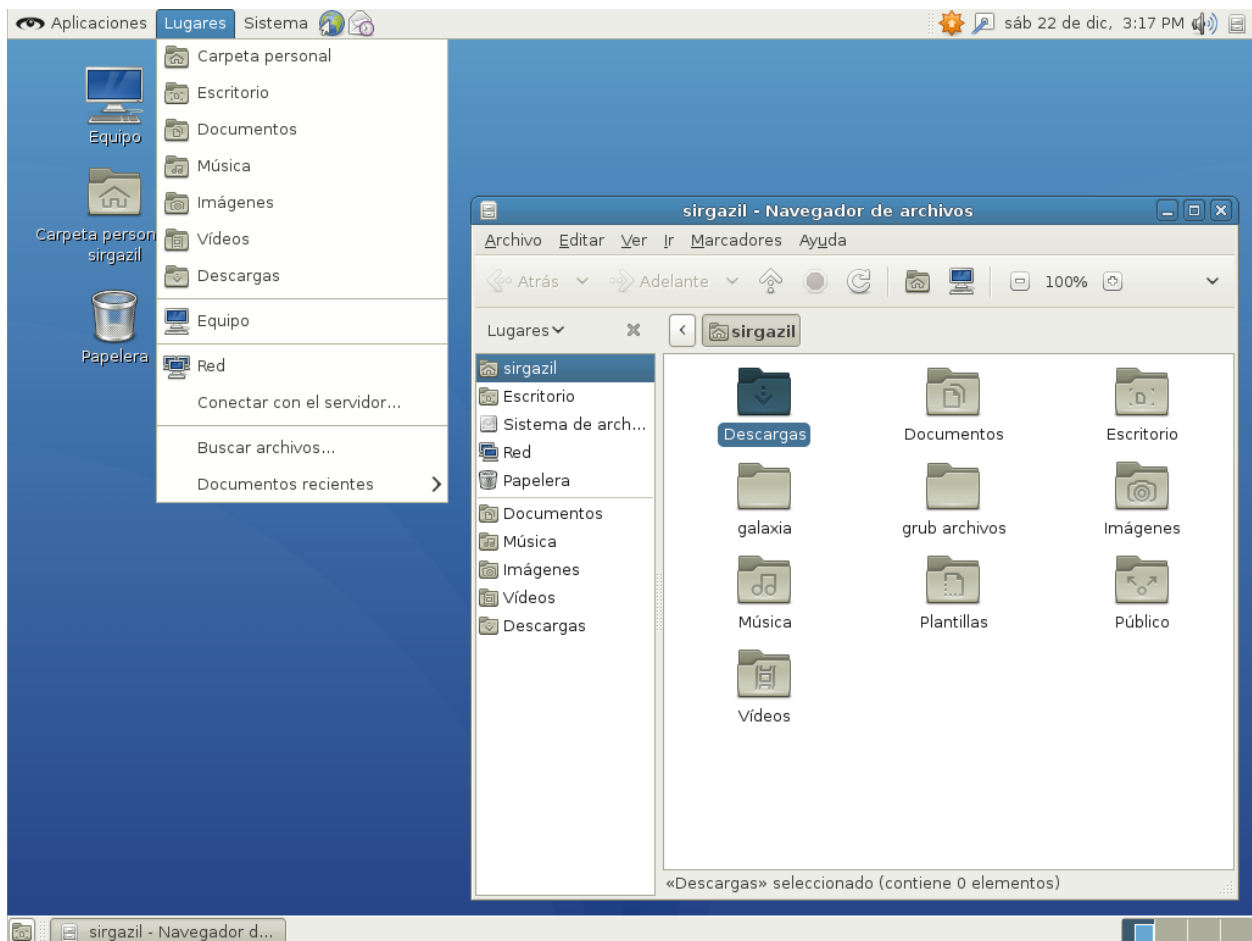 Aplicaciones Lugares Sistema sáb 22 de dic, 3:17 PM
Carpeta personal
Escritorio
Documentos
Música
Imágenes
Vídeos
Descargas
Equipo
Red
Conectar con el servidor...
Buscar archivos...
Documentos recientes
Equipo
Carpeta person
sirgazil
Papelera
sirgazil - Navegador de archivos
Archivo Editar Ver Ir Marcadores Ayuda
Atrás Adelante 100%
Lugares sirgazil
sirgazil
Escritorio
Sistema de arch...
Red
Papelera
Documentos
Música
Imágenes
Vídeos
Descargas
Descargas Documentos Escritorio
galaxia grub archivos Imágenes
Música Plantillas Público
Vídeos
«Descargas» seleccionado (contiene 0 elementos)
sirgazil - Navegador d...